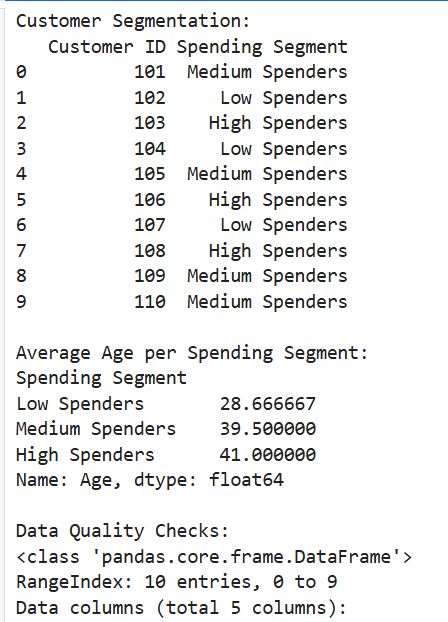 Customer Segmentation:
Customer ID Spending Segment
0 101 Medium Spenders
1 102 Low Spenders
2 103 High Spenders
3 104 Low Spenders
4 105 Medium Spenders
5 106 High Spenders
6 107 Low Spenders
7 108 High Spenders
8 109 Medium Spenders
9 110 Medium Spenders
Average Age per Spending Segment:
Spending Segment
Low Spenders 28.666667
Medium Spenders 39.500000
High Spenders 41.000000
Name: Age, dtype: float64
Data Quality Checks:
<class 'pandas.core.frame.DataFrame'>
RangeIndex: 10 entries, 0 to 9
Data columns (total 5 columns):